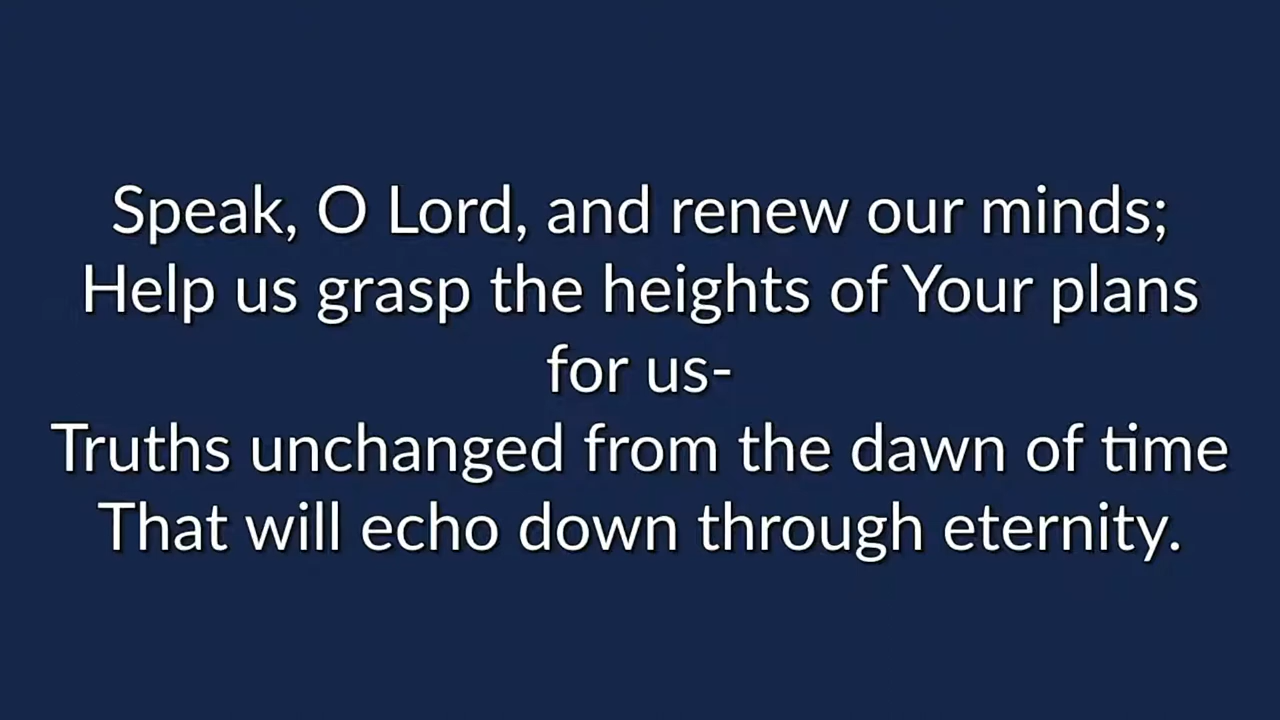 Speak, O Lord, and renew our minds;
Help us grasp the heights of Your plans
for us-
Truths unchanged from the dawn of time
That will echo down through eternity.